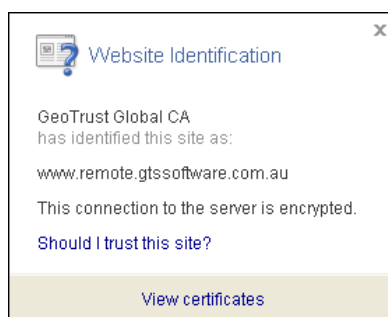 Website Identification
GeoTrust Global CA
has identified this site as:
www.remote.gtssoftware.com.au
This connection to the server is encrypted.
Should I trust this site?
View certificates